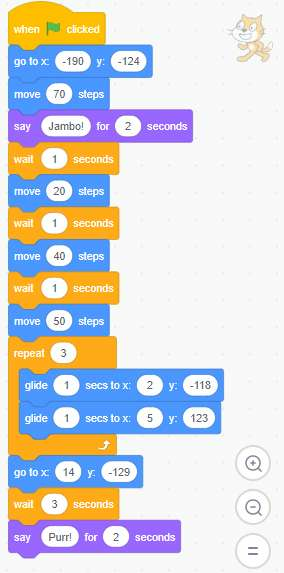 when clicked
go to x: -190 y: -124
move 70 steps
say Jambo! for 2 seconds
wait 1 seconds
move 20 steps
wait 1 seconds
move 40 steps
wait 1 seconds
move 50 steps
repeat 3
glide 1 secs to x: 2 y: -118
glide 1 secs to x: 5 y: 123
go to x: 14 y: -129
wait 3 seconds
say Purr! for 2 seconds